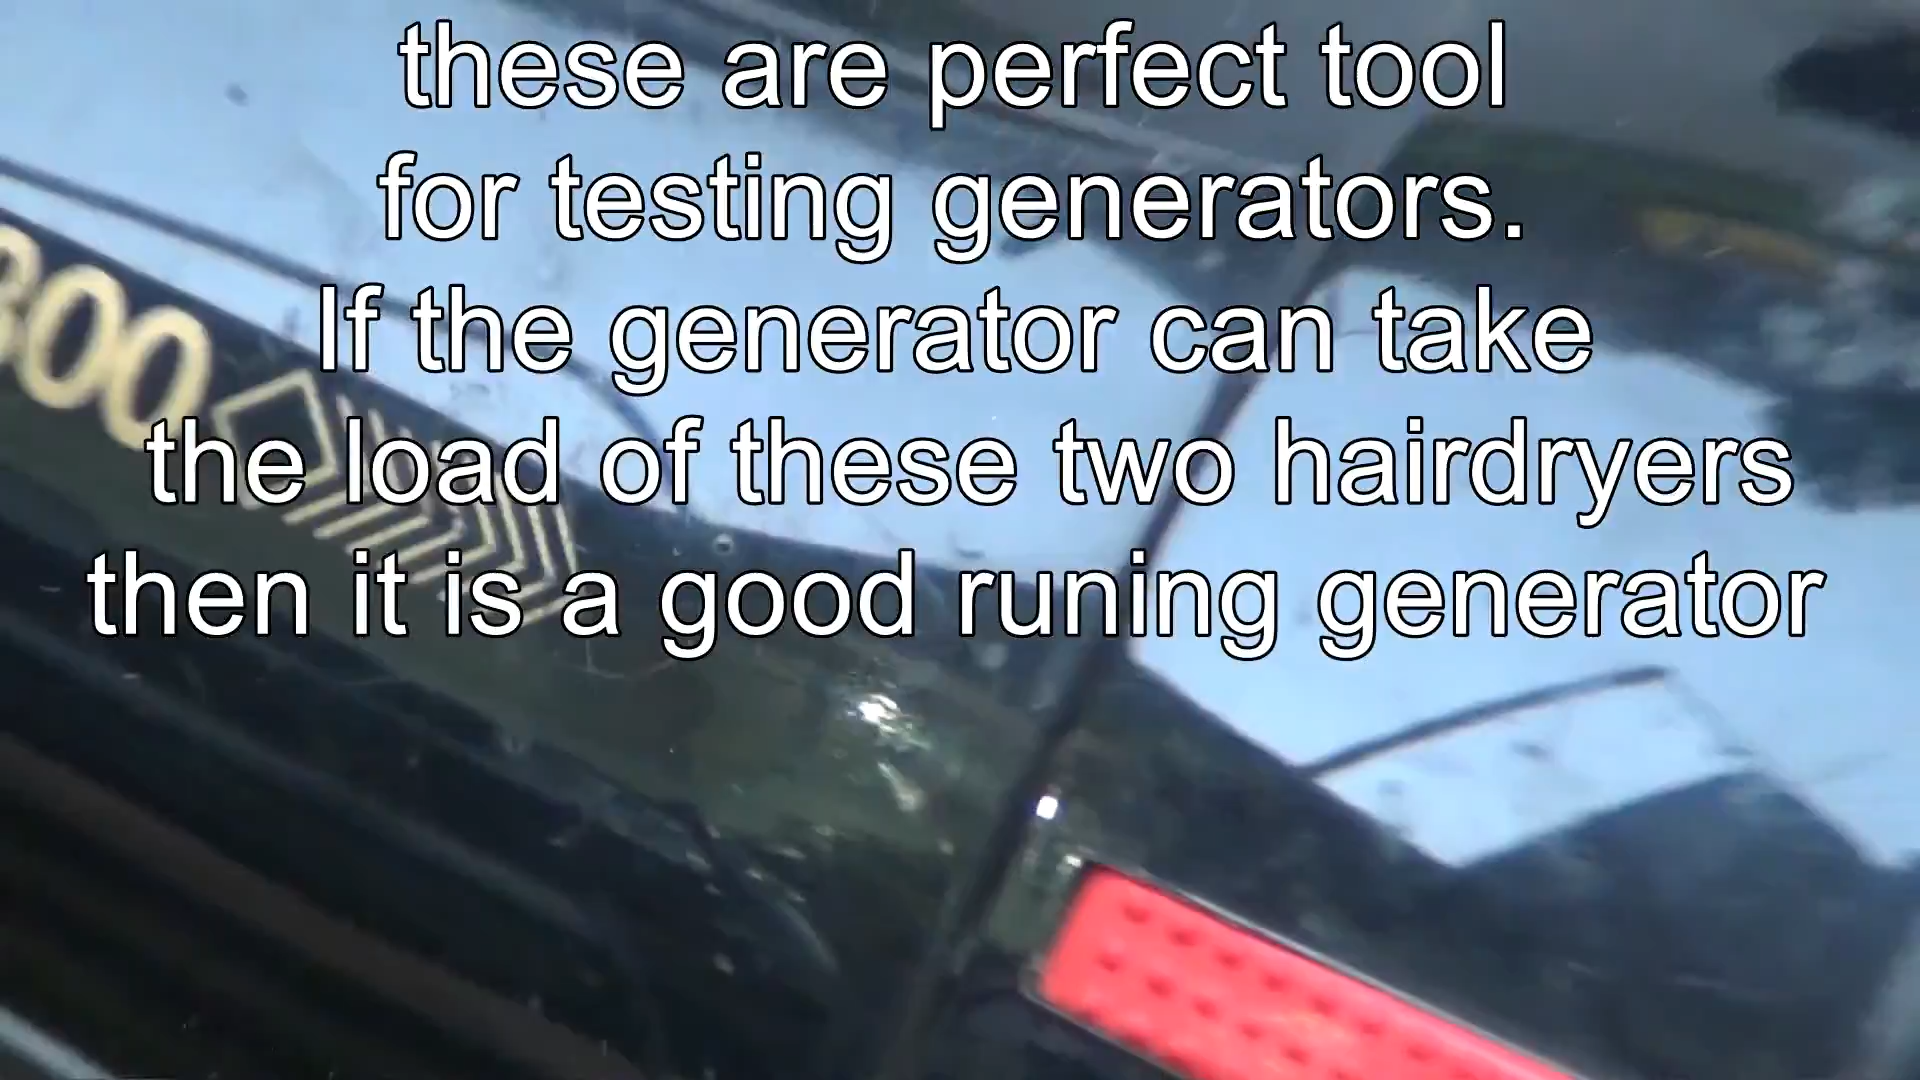 these are perfect tool
for testing generators.
If the generator can take
the load of these two hairdryers
then it is a good runing generator
800